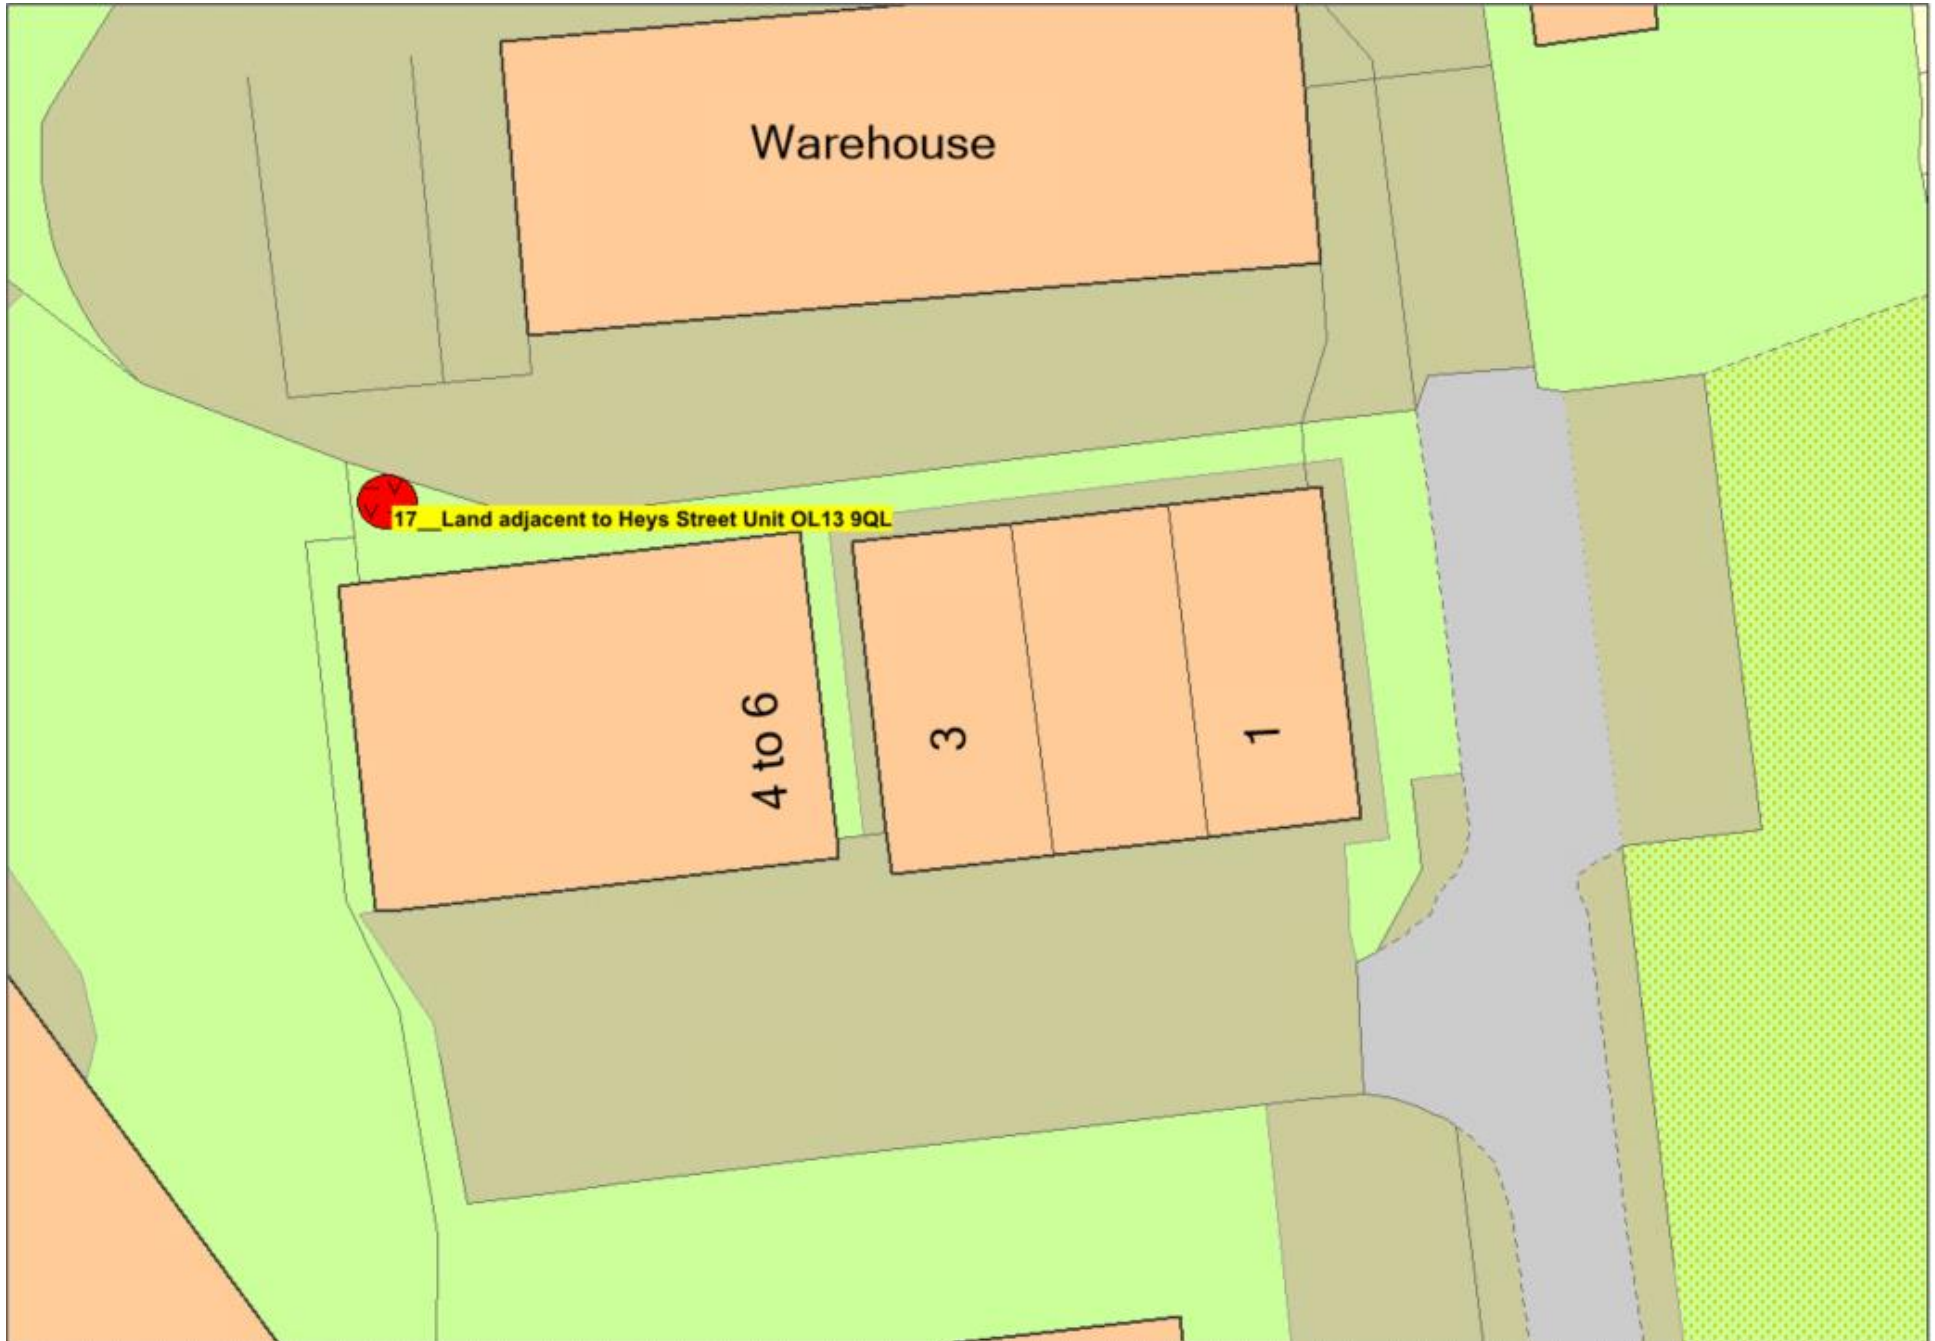 Warehouse
17__Land adjacent to Heys Street Unit OL13 9QL
4 to 6
3
1